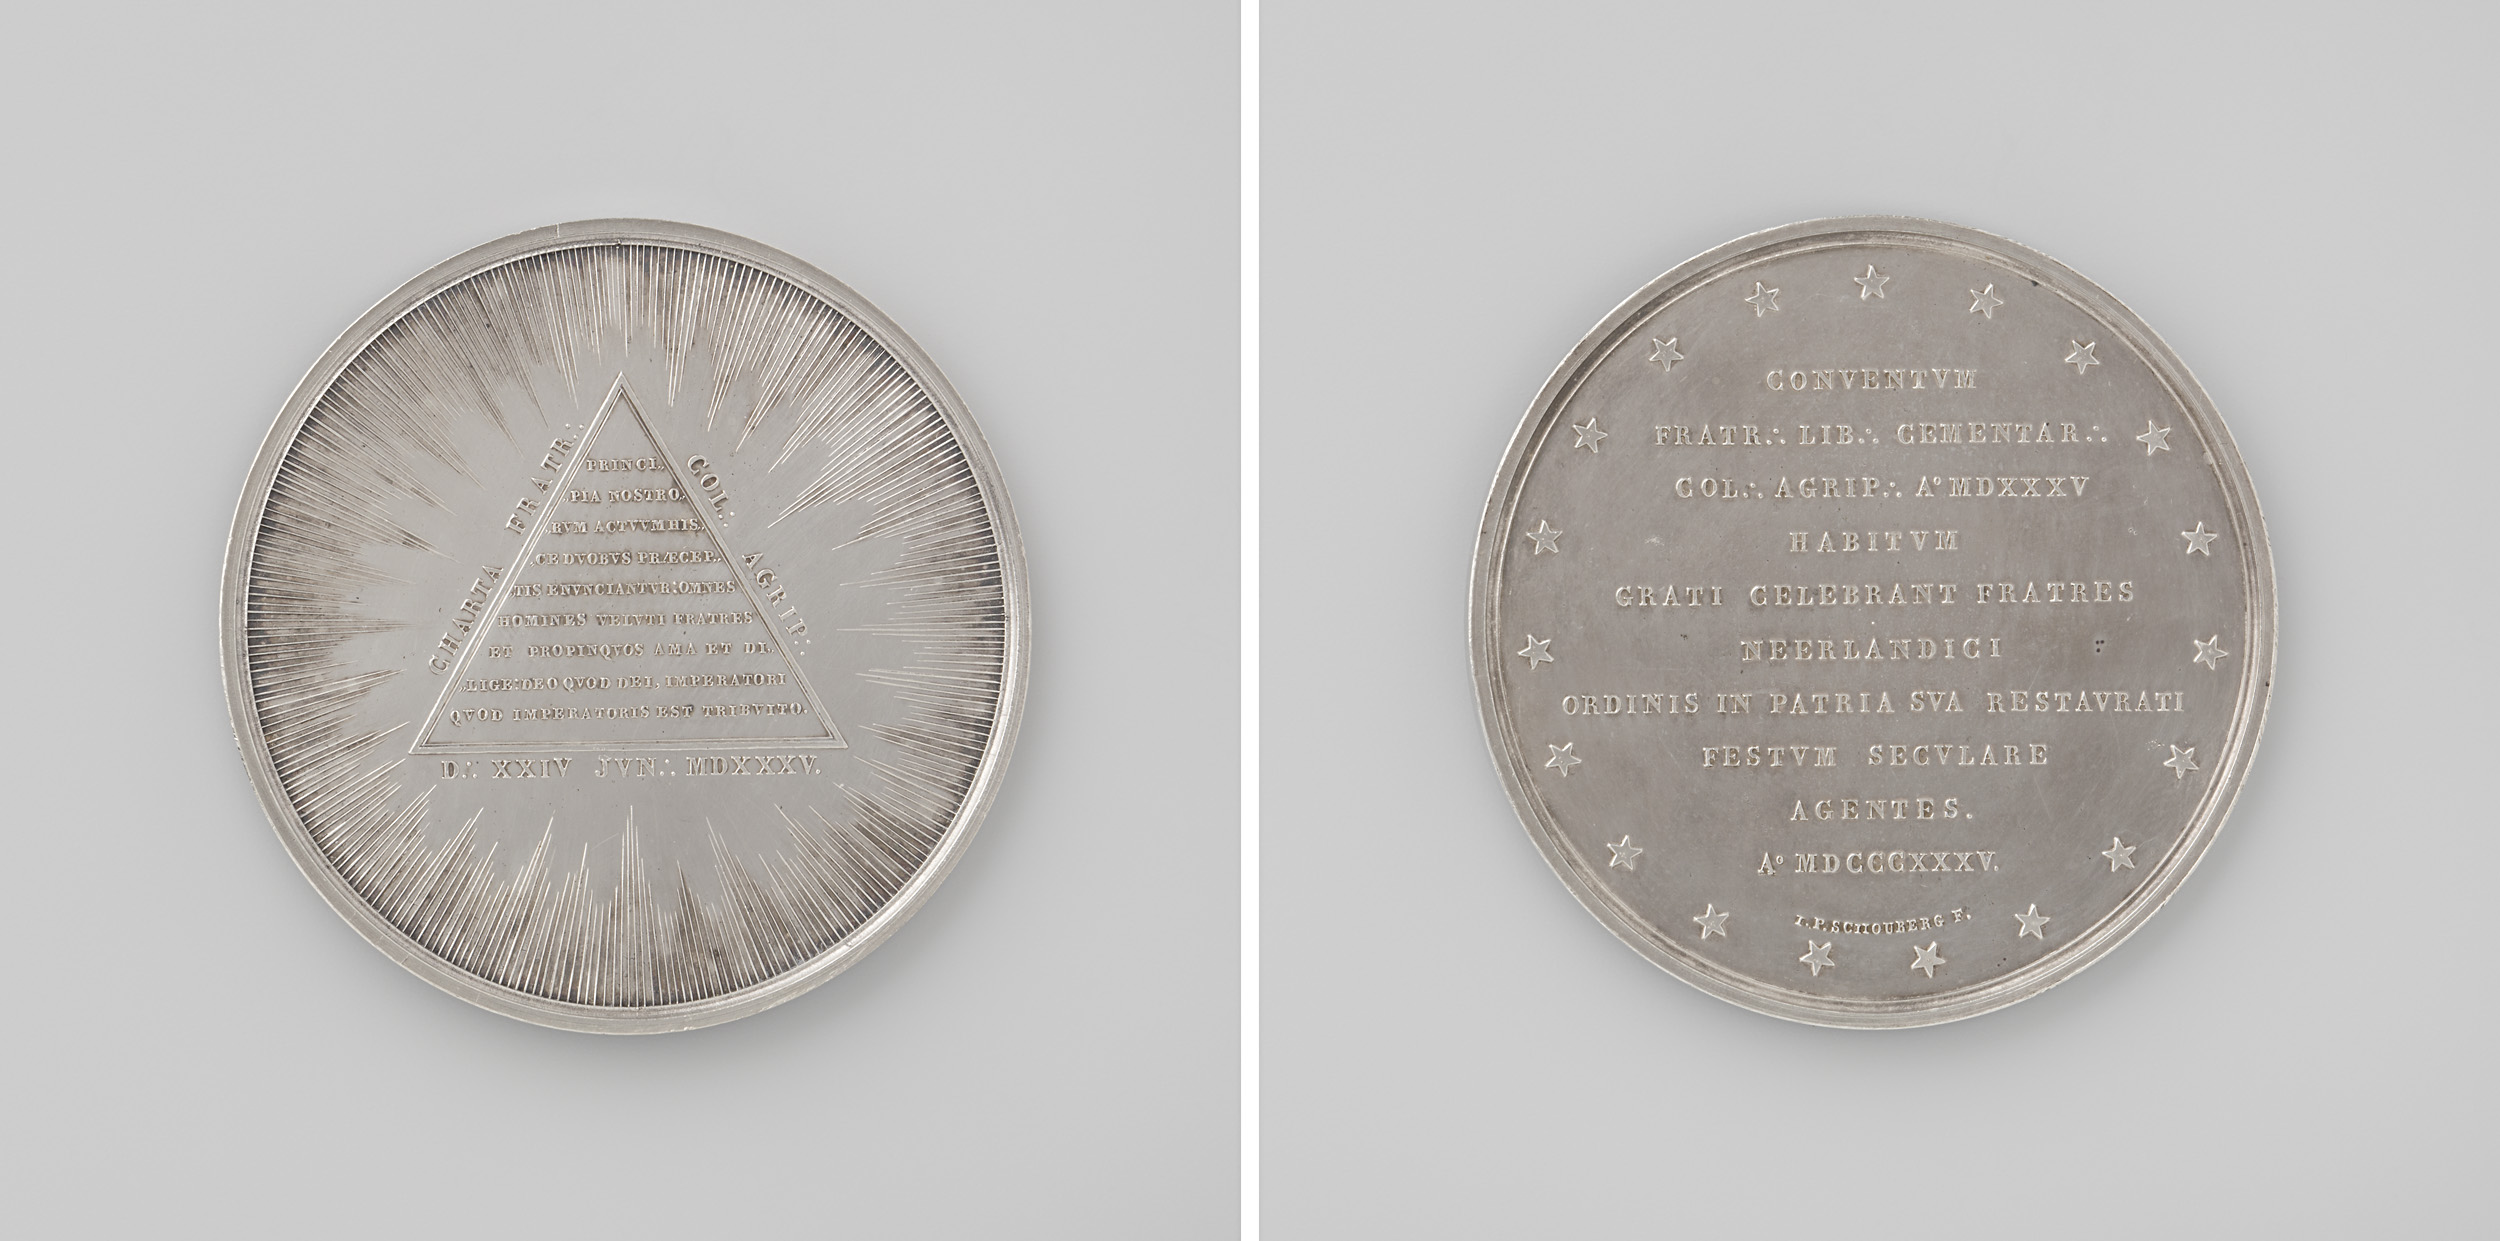 CHARTA FRATR∴
COL∴ AGRIP∴
PRINCI„
„PIA NOSTRO„
„RVM ACTVVM HIS„
„CE DVOBVS PRÆCEP„
„TIS ENVNCIANTVR: OMNES
HOMINES VELVTI FRATRES
ET PROPINQVOS AMA ET DI„
„LIGE: DEO QVOD DEI, IMPERATORI
QVOD IMPERATORIS EST TRIBVITO.
D∴ XXIV JVN∴ MDXXXV.
CONVENTVM
FRATR∴ LIB∴ CEMENTAR∴
COL∴ AGRIP∴ Aº MDXXXV
HABITVM
GRATI CELEBRANT FRATRES
NEERLANDICI
ORDINIS IN PATRIA SVA RESTAVRATI
FESTVM SECVLARE
AGENTES.
Aº MDCCCXXXV.
I.P. SCHOUBERG F.